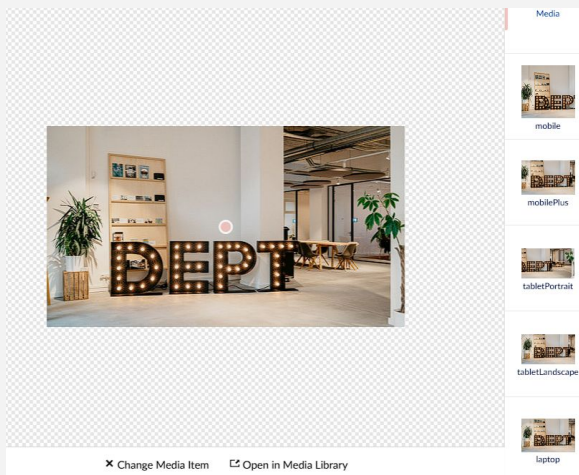 Media
DEPT
mobile
mobilePlus
tabletPortrait
tabletLandscape
laptop
Change Media Item
Open in Media Library